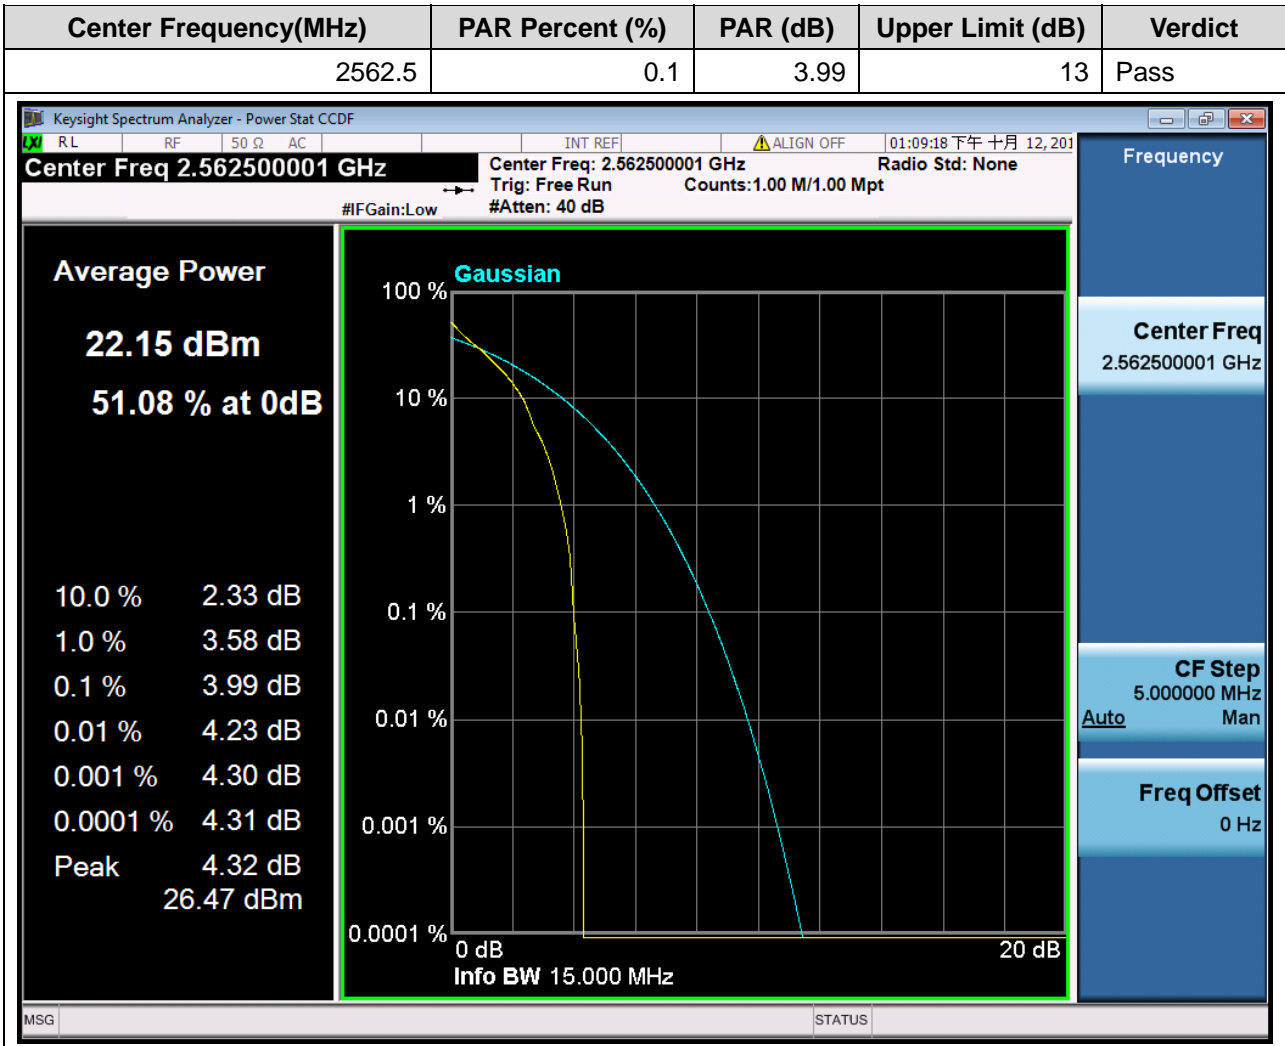 Center Frequency(MHz) PAR Percent (%) PAR (dB) Upper Limit (dB) Verdict
2562.5 0.1 3.99 13 Pass
Keysight Spectrum Analyzer - Power Stat CCDF
LXI RL RF 50 Ω AC INT REF ALIGN OFF 01:09:18 下午 十月 12, 201
Center Freq 2.562500001 GHz
Center Freq: 2.562500001 GHz Radio Std: None
Trig: Free Run Counts:1.00 M/1.00 Mpt
#IFGain:Low #Atten: 40 dB
Average Power
22.15 dBm
51.08 % at 0dB
10.0 % 2.33 dB
1.0 % 3.58 dB
0.1 % 3.99 dB
0.01 % 4.23 dB
0.001 % 4.30 dB
0.0001 % 4.31 dB
Peak 4.32 dB
26.47 dBm
Gaussian
100 %
10 %
1 %
0.1 %
0.01 %
0.001 %
0.0001 %
0 dB 20 dB
Info BW 15.000 MHz
Frequency
Center Freq
2.562500001 GHz
CF Step
5.000000 MHz
Auto Man
Freq Offset
0 Hz
MSG STATUS